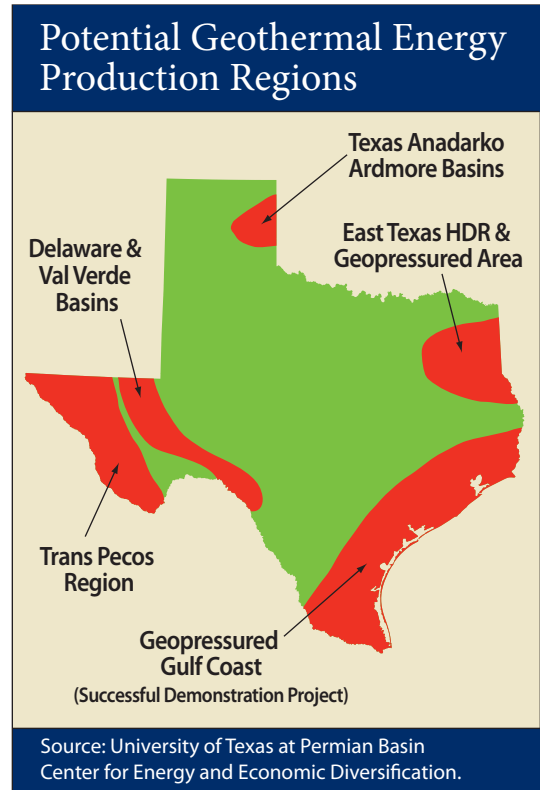 Potential Geothermal Energy
Production Regions
Texas Anadarko
Ardmore Basins
East Texas HDR &
Geopressured Area
Delaware &
Val Verde
Basins
Trans Pecos
Region
Geopressured
Gulf Coast
(Successful Demonstration Project)
Source: University of Texas at Permian Basin
Center for Energy and Economic Diversification.